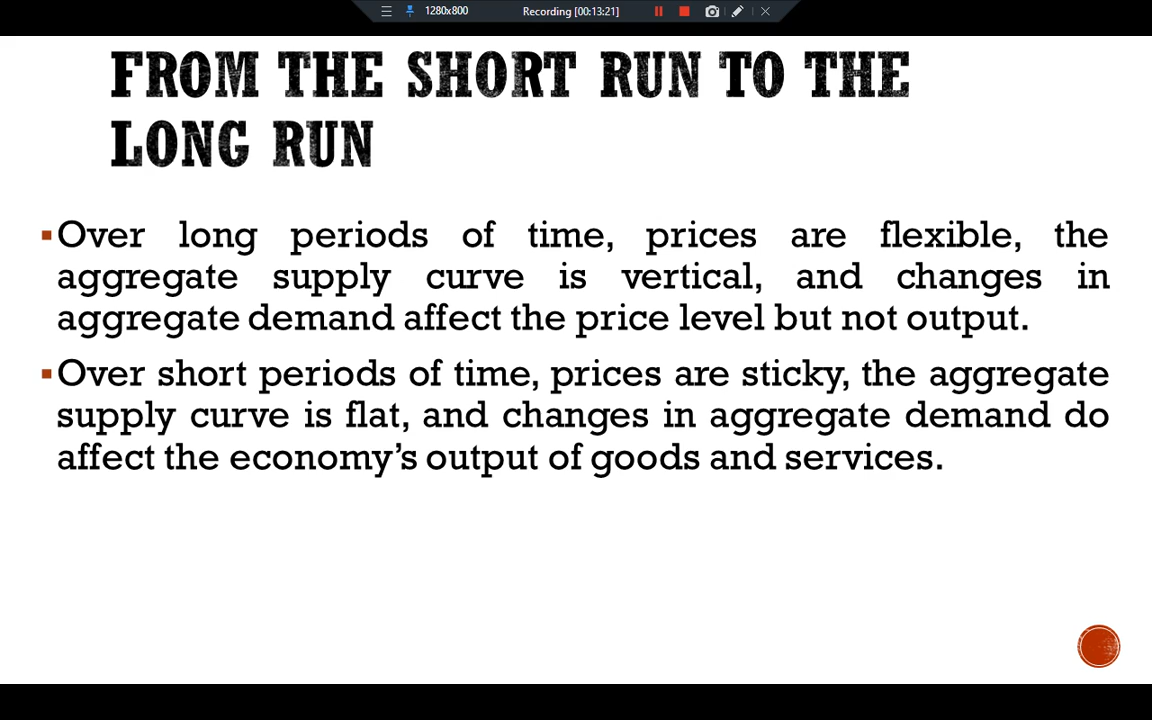 1280x800
Recording [00:13:21]
FROM THE SHORT RUN TO THE
LONG RUN
▪Over long periods of time, prices are flexible, the
aggregate supply curve is vertical, and changes in
aggregate demand affect the price level but not output.
▪Over short periods of time, prices are sticky, the aggregate
supply curve is flat, and changes in aggregate demand do
affect the economy’s output of goods and services.